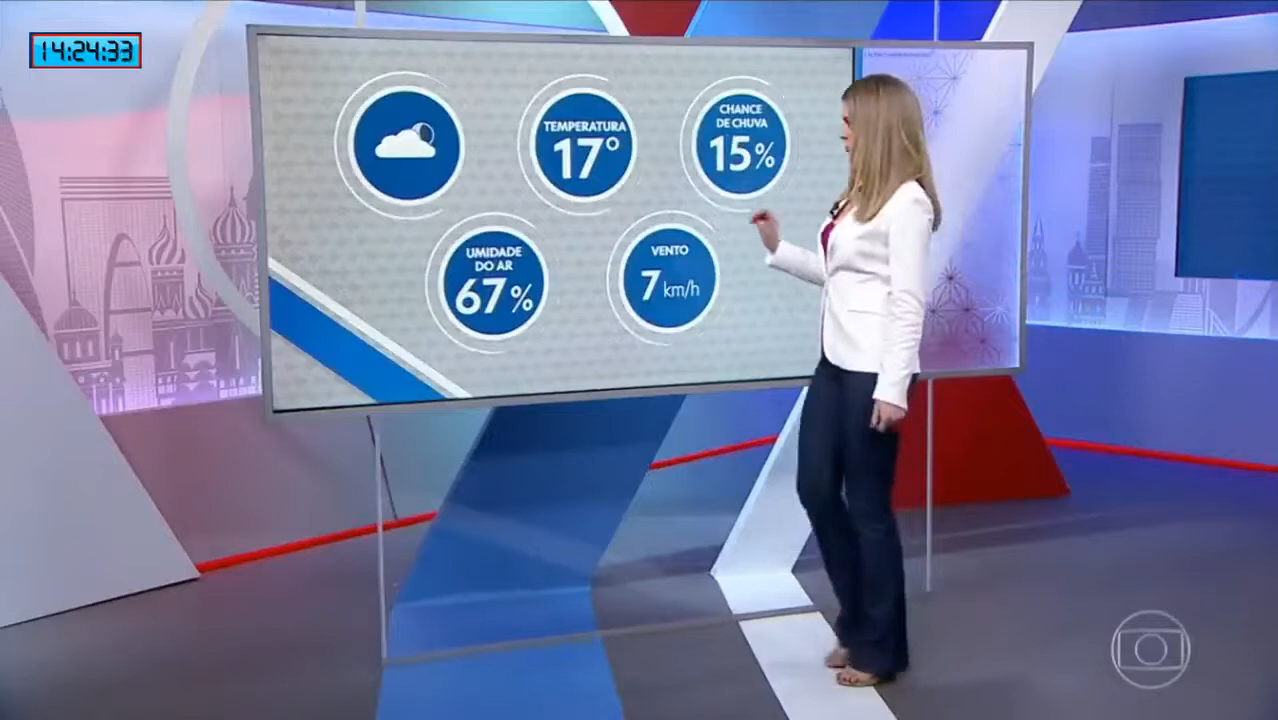 14:24:33
TEMPERATURA
17°
CHANCE
DE CHUVA
15%
UMIDADE
DO AR
67%
VENTO
7 km/h